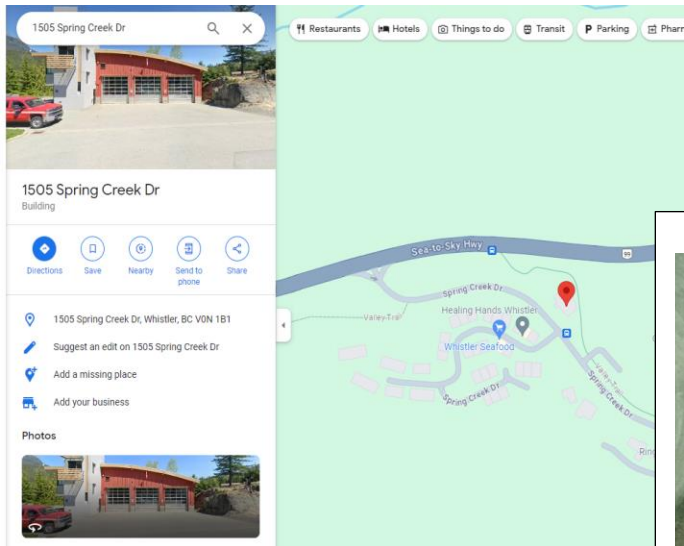 1505 Spring Creek Dr
Restaurants
Hotels
Things to do
Transit
P Parking
Pharm
1505 Spring Creek Dr
Building
Directions
Save
Nearby
Send to
phone
Share
1505 Spring Creek Dr, Whistler, BC V0N 1B1
Suggest an edit on 1505 Spring Creek Dr
Add a missing place
Add your business
Photos
Sea-to-Sky Hwy
99
Spring Creek Dr
Healing Hands Whistler
Valley-Trail
Whistler Seafood
Valley-Trail
Spring Creek Dr
Spring Creek Dr
Ring